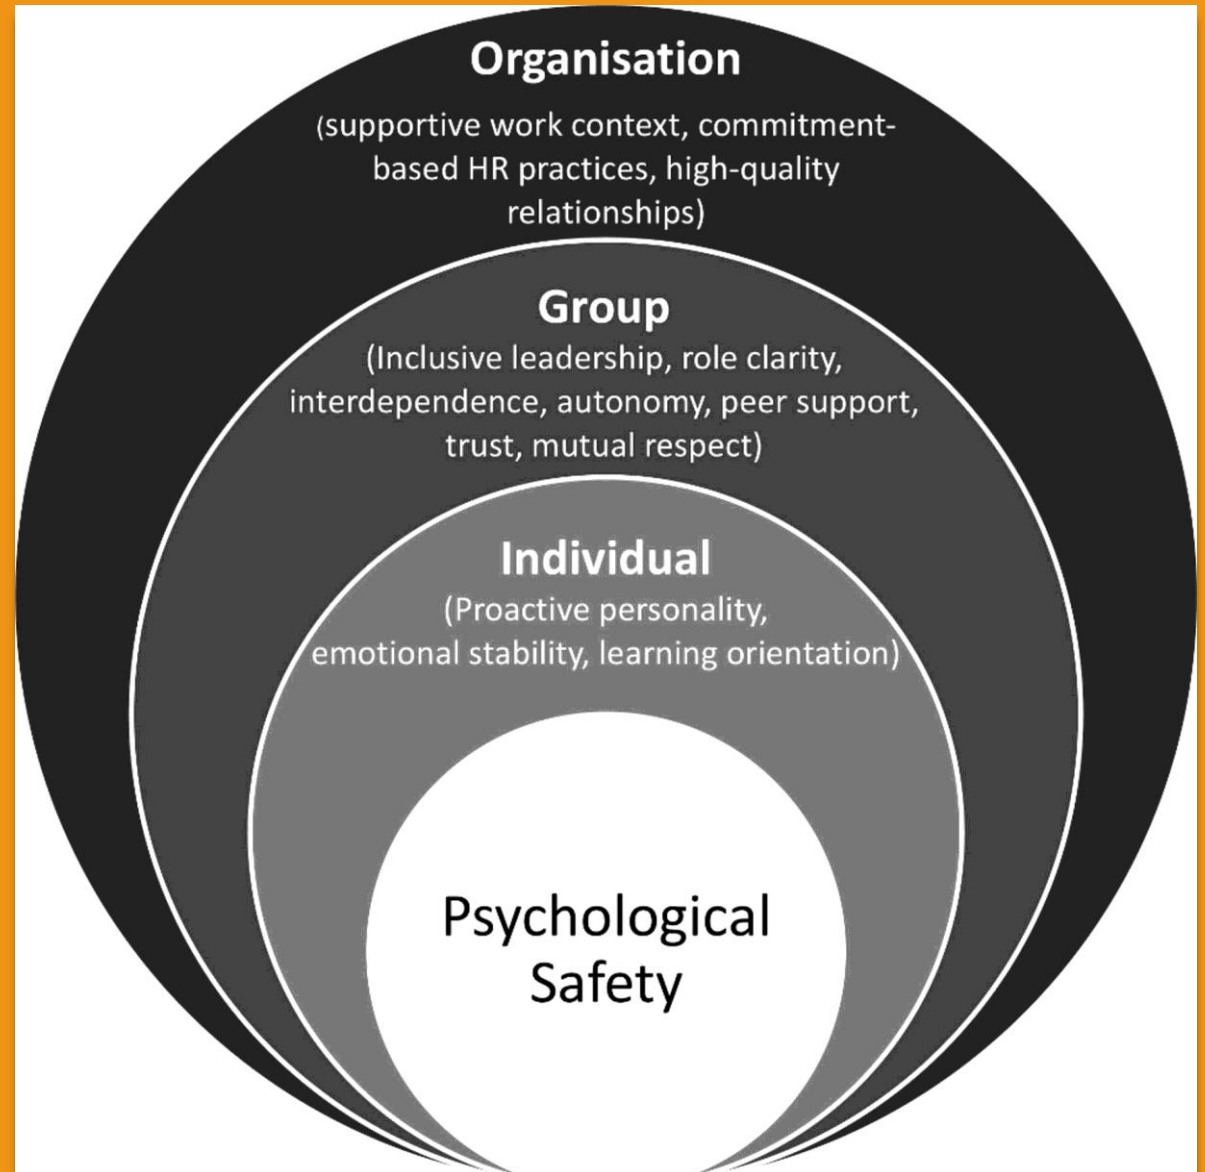 Organisation
(supportive work context, commitment-
based HR practices, high-quality
relationships)
Group
(Inclusive leadership, role clarity,
interdependence, autonomy, peer support,
trust, mutual respect)
Individual
(Proactive personality,
emotional stability, learning orientation)
Psychological
Safety